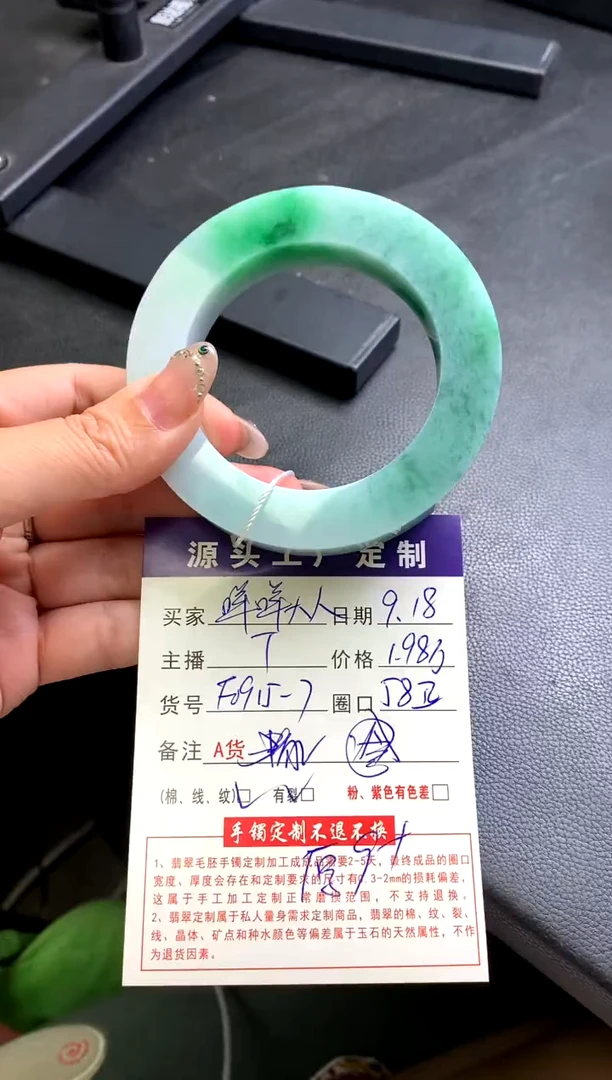 源头工厂定制
买家 咩咩大人 日期 9.18
主播 T 价格 1.98万
货号 F0915-7 圈口 58正
备注 A货
(棉、线、纹)□ 有裂□ 粉、紫色有色差□
手镯定制不退不换
1、翡翠毛胚手镯定制加工成成品需要2-5天,最终成品的圈口
宽度、厚度会存在和定制要求的尺寸有0.3-2mm的损耗偏差,
这属于手工加工定制正常磨损范围,不支持退换。
2、翡翠定制属于私人量身需求定制商品,翡翠的棉、纹、裂、
线、晶体、矿点和种水颜色等偏差属于玉石的天然属性,不作
为退货因素。